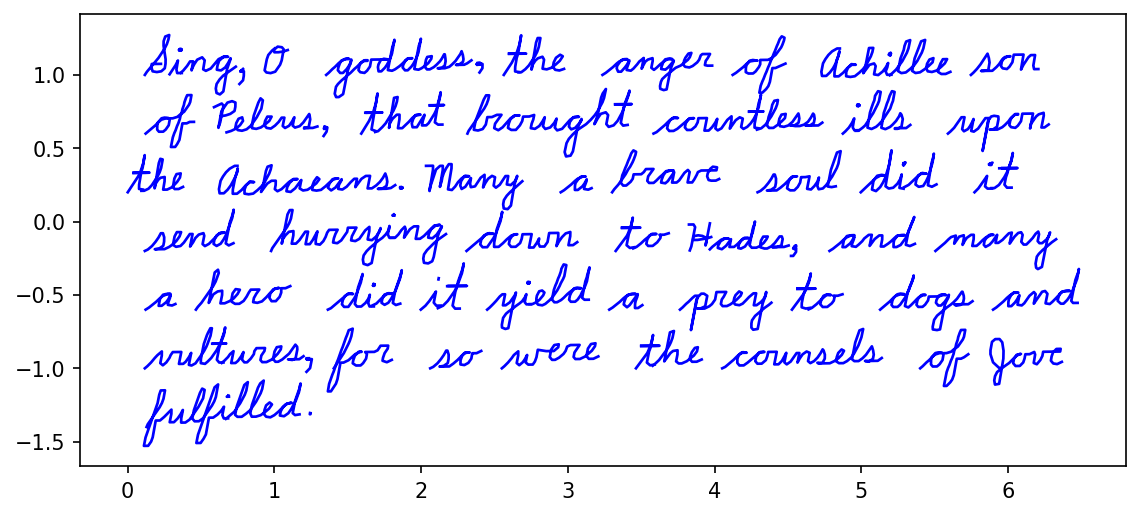 Sing, O goddess, the anger of Achillee son
of Peleus, that brought countless ills upon
the Achaeans. Many a brave soul did it
send hurrying down to Hades, and many
a hero did it yield a prey to dogs and
vultures, for so were the counsels of Jove
fulfilled.
1.0
0.5
0.0
−0.5
−1.0
−1.5
0 1 2 3 4 5 6